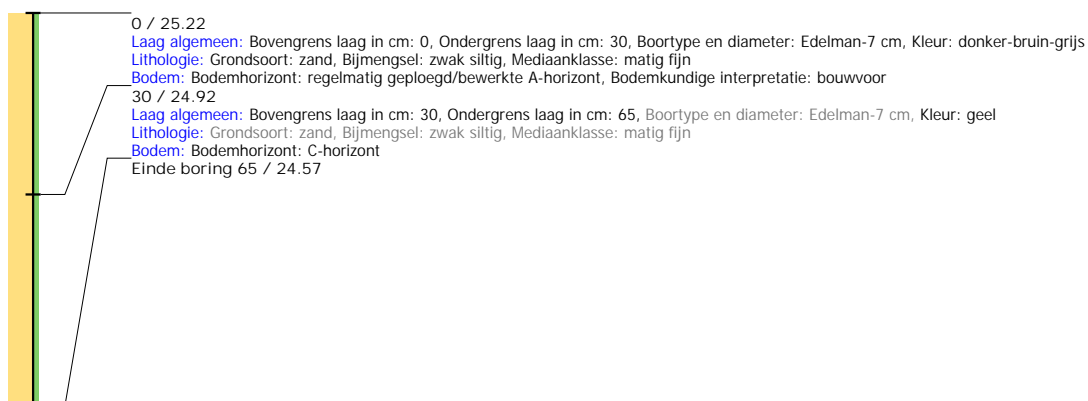 0 / 25.22
Laag algemeen: Bovengrens laag in cm: 0, Ondergrens laag in cm: 30, Boortype en diameter: Edelman-7 cm, Kleur: donker-bruin-grijs
Lithologie: Grondsoort: zand, Bijmengsel: zwak siltig, Mediaanklasse: matig fijn
Bodem: Bodemhorizont: regelmatig geploegd/bewerkte A-horizont, Bodemkundige interpretatie: bouwvoor
30 / 24.92
Laag algemeen: Bovengrens laag in cm: 30, Ondergrens laag in cm: 65, Boortype en diameter: Edelman-7 cm, Kleur: geel
Lithologie: Grondsoort: zand, Bijmengsel: zwak siltig, Mediaanklasse: matig fijn
Bodem: Bodemhorizont: C-horizont
Einde boring 65 / 24.57